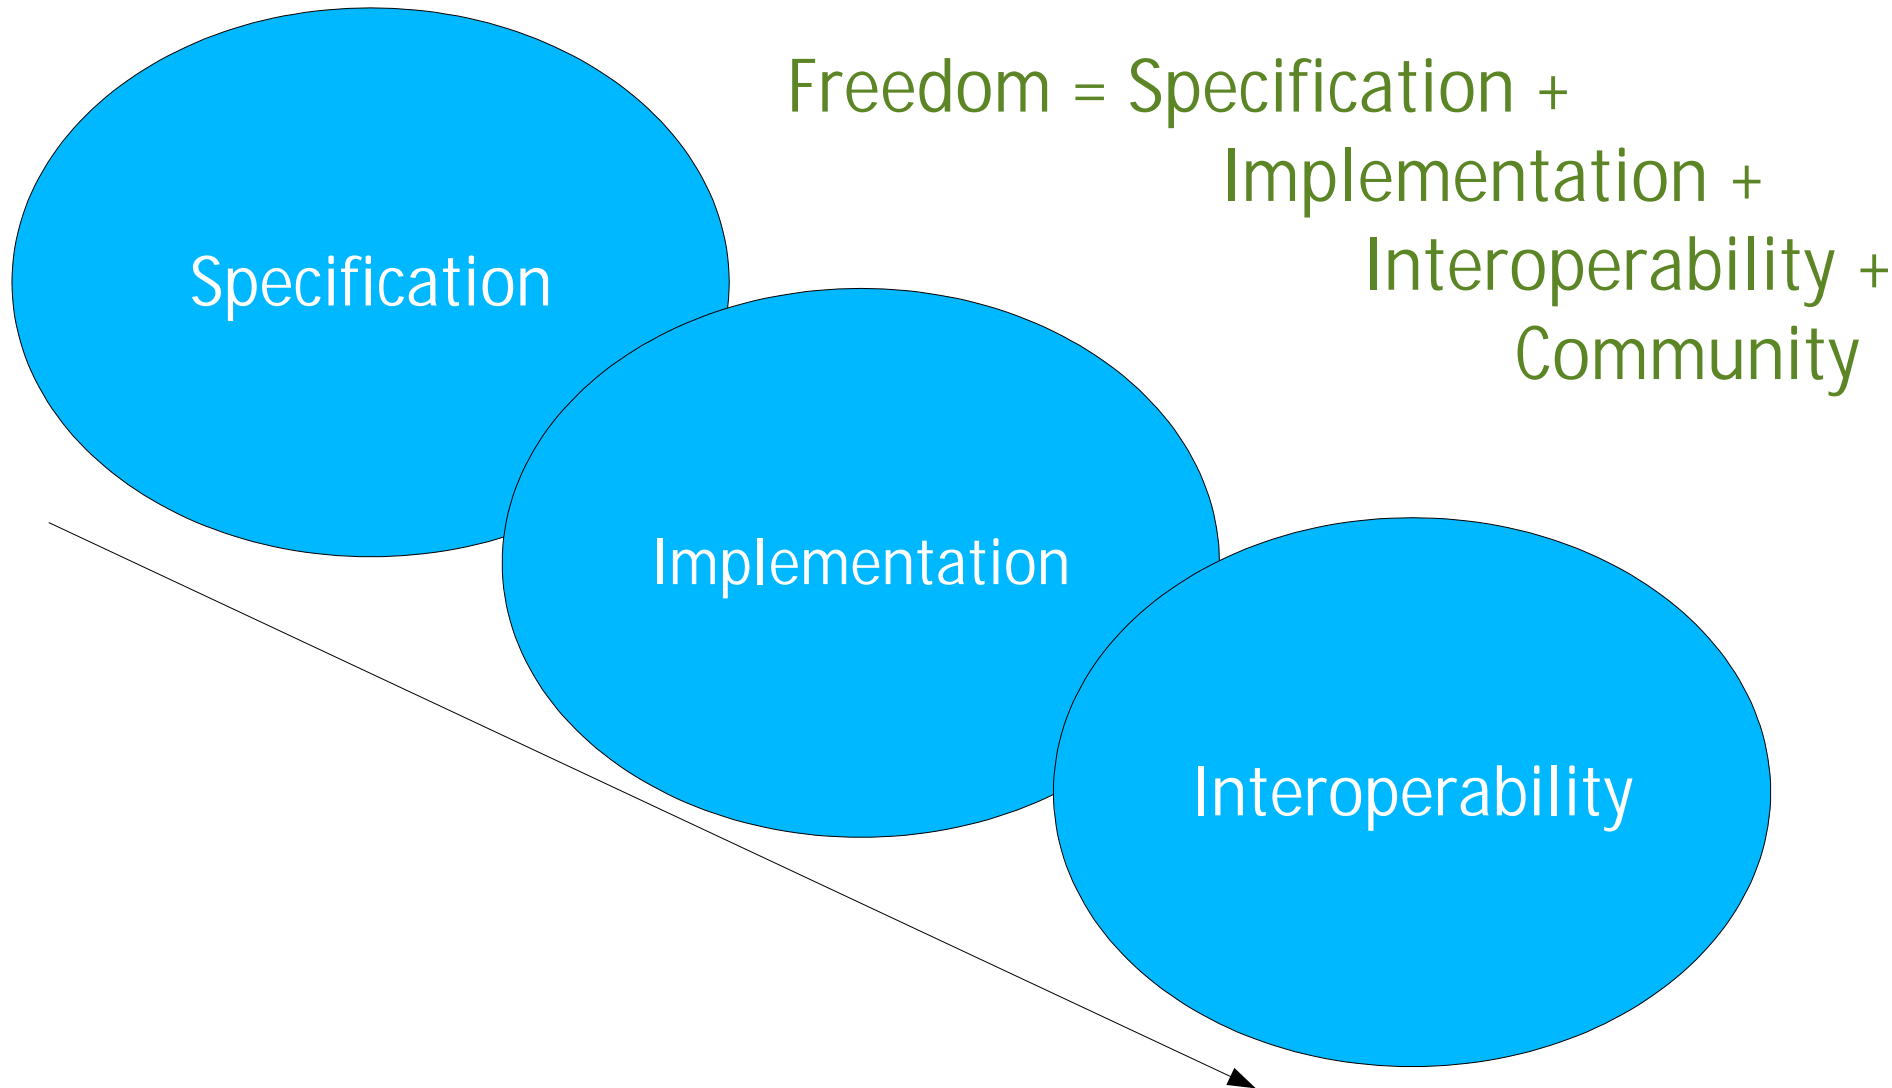 Freedom = Specification +
Implementation +
Interoperability +
Community
Specification
Implementation
Interoperability